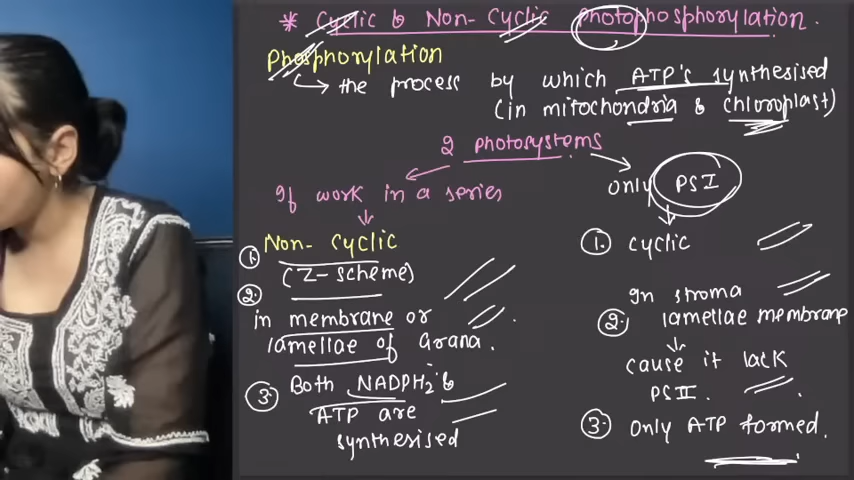 * Cyclic & Non-Cyclic Photophosphorylation.
Phosphorylation
→ the process by which ATP's synthesised
(in mitochondria & chloroplast)
2 photosystems
If work in a series
Non-Cyclic
1. (Z-scheme)
2. in membrane or
lamellae of Grana.
3. Both NADPH₂ &
ATP are
synthesised
only PSI
1. cyclic
2. In stroma
lamellae membrane
cause it lack
PSII.
3. Only ATP formed.